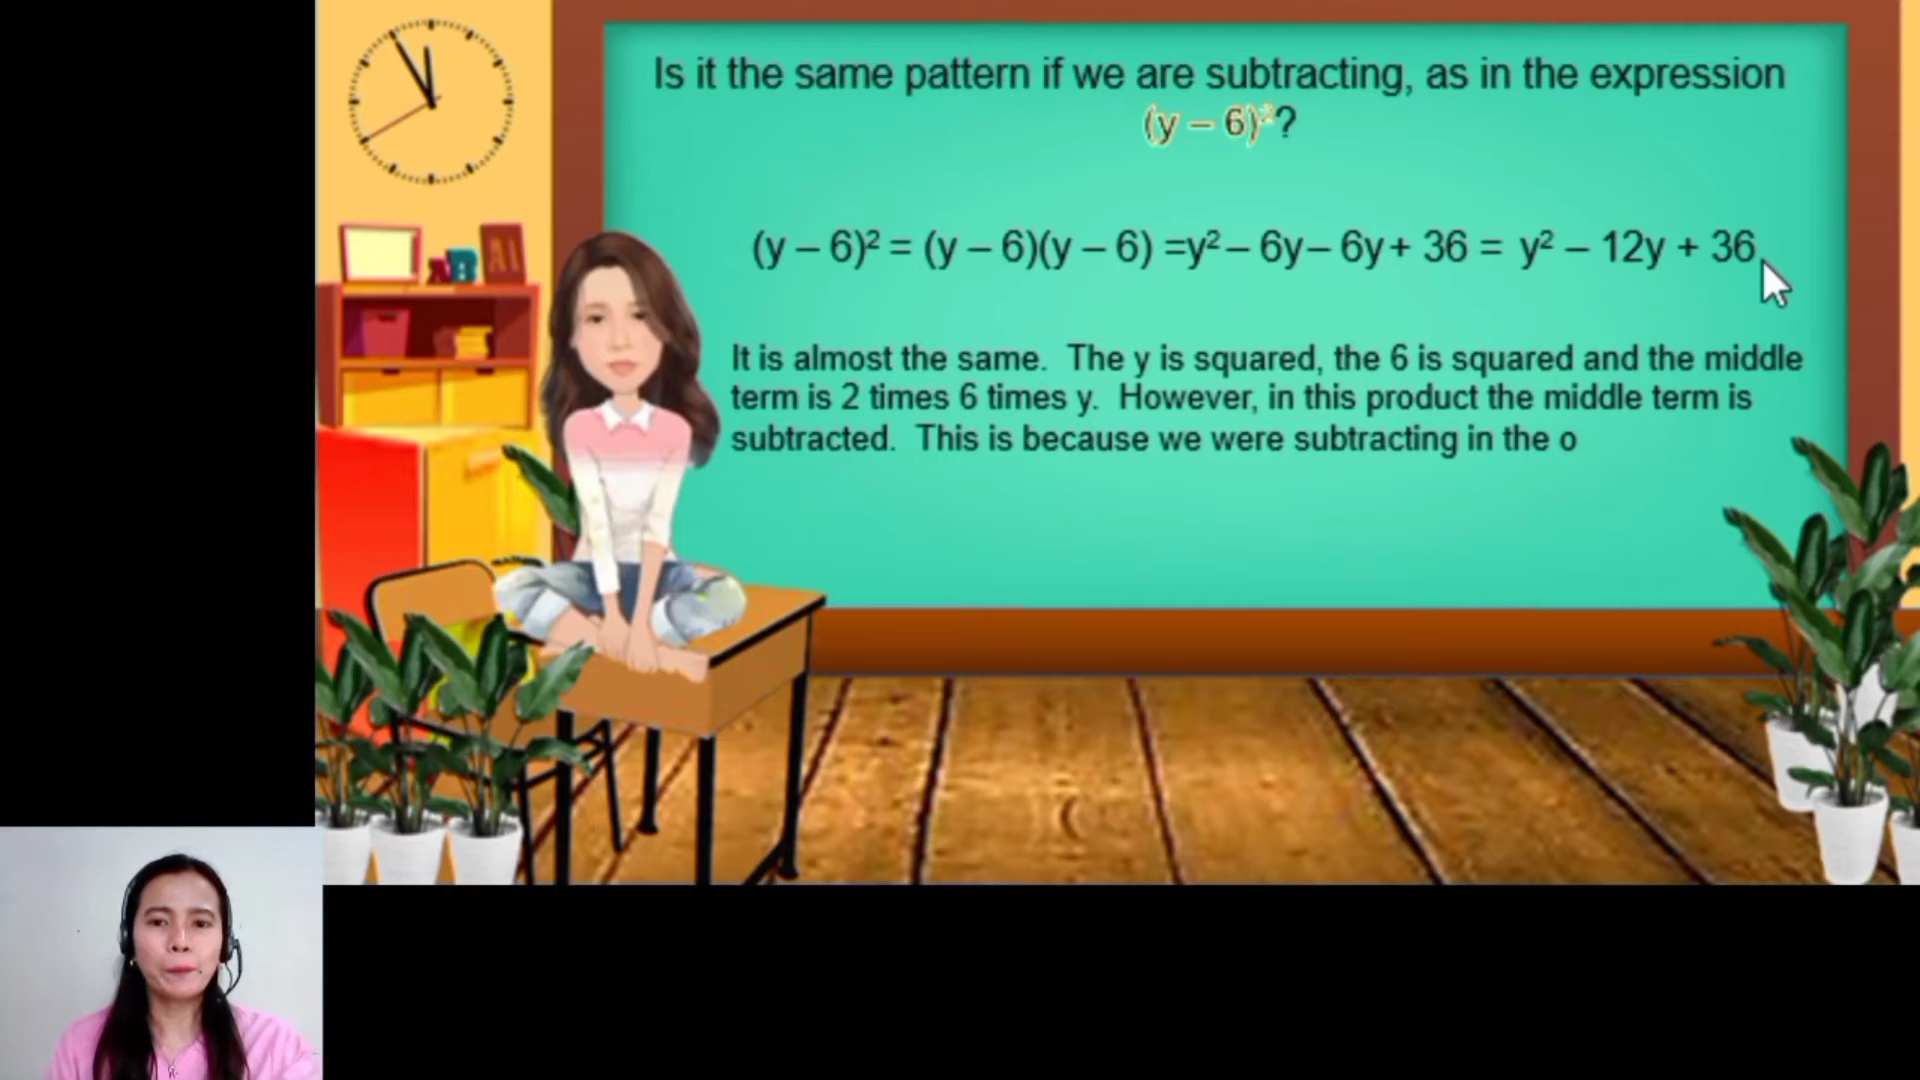 Is it the same pattern if we are subtracting, as in the expression
(y – 6)²?
(y – 6)² = (y – 6)(y – 6) =y² – 6y – 6y + 36 = y² – 12y + 36
It is almost the same. The y is squared, the 6 is squared and the middle
term is 2 times 6 times y. However, in this product the middle term is
subtracted. This is because we were subtracting in the o